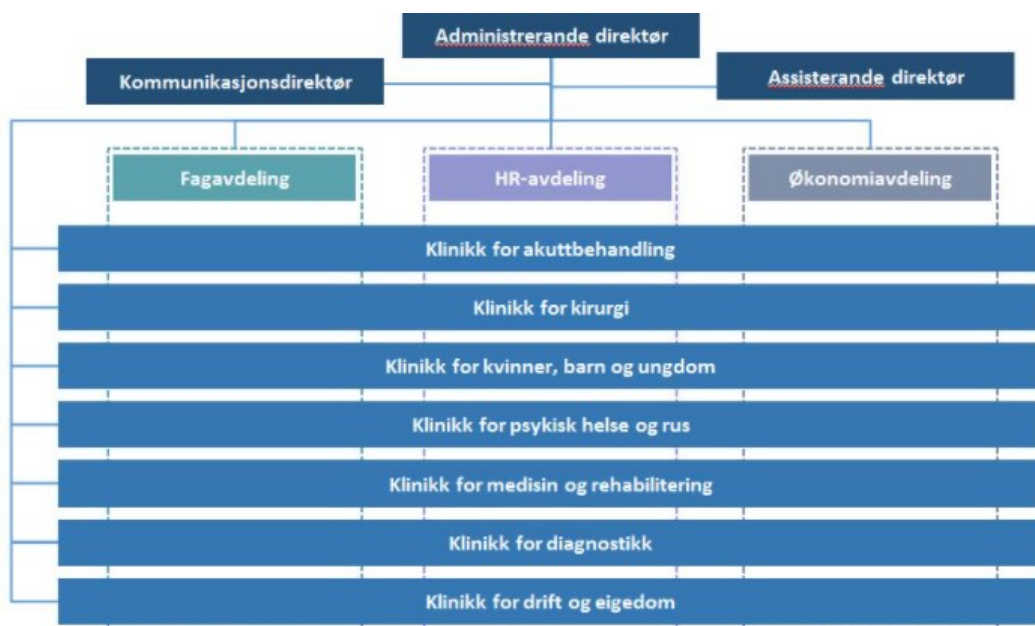 Administrerande direktør
Kommunikasjonsdirektør
Assisterande direktør
Fagavdeling
HR-avdeling
Økonomiavdeling
Klinikk for akuttbehandling
Klinikk for kirurgi
Klinikk for kvinner, barn og ungdom
Klinikk for psykisk helse og rus
Klinikk for medisin og rehabilitering
Klinikk for diagnostikk
Klinikk for drift og eigedom